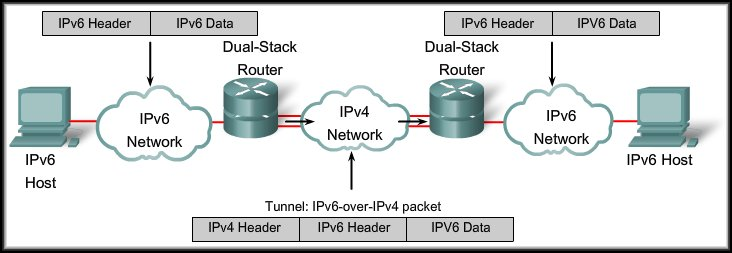 IPv6 Header IPv6 Data
IPv6 Header IPV6 Data
Dual-Stack
Router
Dual-Stack
Router
IPv6
Network
IPv4
Network
IPv6
Network
IPv6
Host
IPv6 Host
Tunnel: IPv6-over-IPv4 packet
IPv4 Header IPv6 Header IPV6 Data